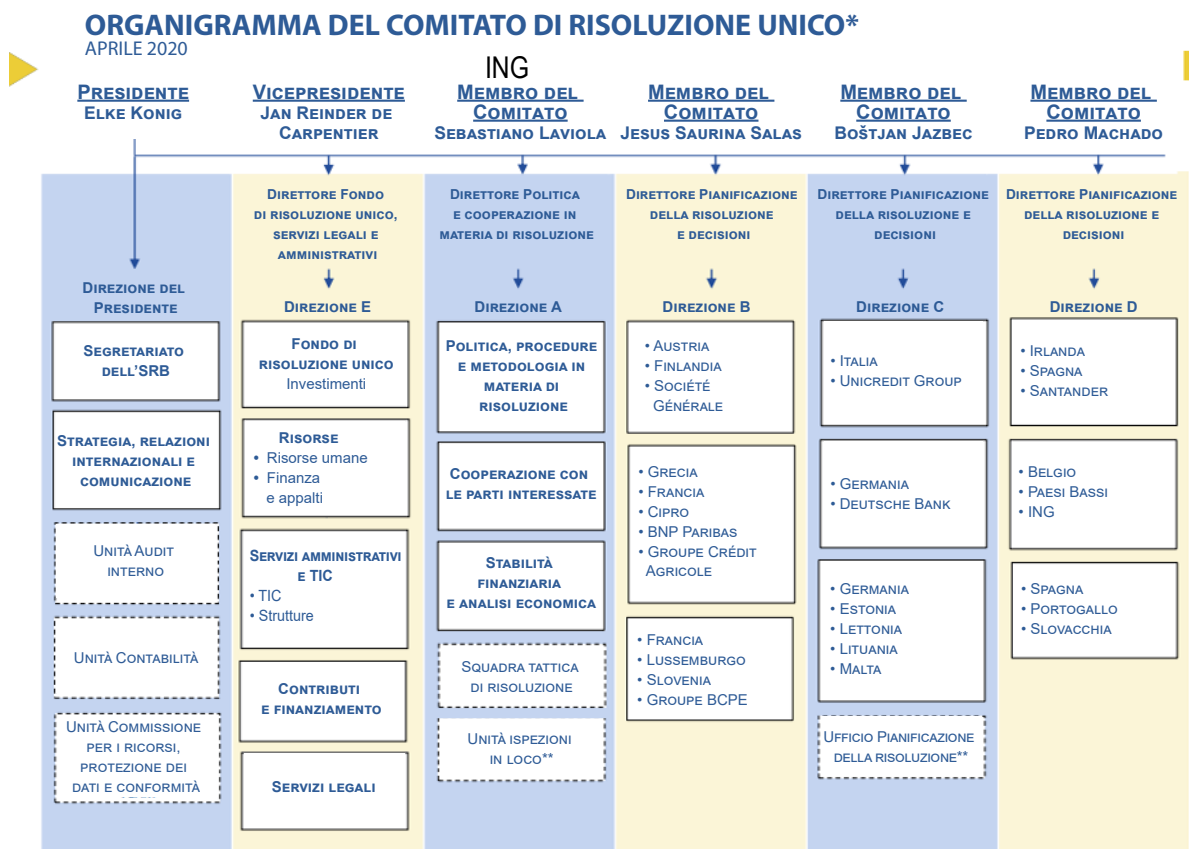 ORGANIGRAMMA DEL COMITATO DI RISOLUZIONE UNICO*
APRILE 2020
ING
PRESIDENTE
ELKE KONIG
VICEPRESIDENTE
JAN REINDER DE
CARPENTIER
MEMBRO DEL
COMITATO
SEBASTIANO LAVIOLA
MEMBRO DEL
COMITATO
JESUS SAURINA SALAS
MEMBRO DEL
COMITATO
BOŠTJAN JAZBEC
MEMBRO DEL
COMITATO
PEDRO MACHADO
DIREZIONE DEL
PRESIDENTE
SEGRETARIATO
DELL'SRB
STRATEGIA, RELAZIONI
INTERNAZIONALI E
COMUNICAZIONE
UNITÀ AUDIT
INTERNO
UNITÀ CONTABILITÀ
UNITÀ COMMISSIONE
PER I RICORSI,
PROTEZIONE DEI
DATI E CONFORMITÀ
DIRETTORE FONDO
DI RISOLUZIONE UNICO,
SERVIZI LEGALI E
AMMINISTRATIVI
DIREZIONE E
FONDO DI
RISOLUZIONE UNICO
Investimenti
RISORSE
• Risorse umane
• Finanza
e appalti
SERVIZI AMMINISTRATIVI
E TIC
• TIC
• Strutture
CONTRIBUTI
E FINANZIAMENTO
SERVIZI LEGALI
DIRETTORE POLITICA
E COOPERAZIONE IN
MATERIA DI RISOLUZIONE
DIREZIONE A
POLITICA, PROCEDURE
E METODOLOGIA IN
MATERIA DI
RISOLUZIONE
COOPERAZIONE CON
LE PARTI INTERESSATE
STABILITÀ
FINANZIARIA
E ANALISI ECONOMICA
SQUADRA TATTICA
DI RISOLUZIONE
UNITÀ ISPEZIONI
IN LOCO**
DIRETTORE PIANIFICAZIONE
DELLA RISOLUZIONE
E DECISIONI
DIREZIONE B
• AUSTRIA
• FINLANDIA
• SOCIÉTÉ
GÉNÉRALE
• GRECIA
• FRANCIA
• CIPRO
• BNP PARIBAS
• GROUPE CRÉDIT
AGRICOLE
• FRANCIA
• LUSSEMBURGO
• SLOVENIA
• GROUPE BCPE
DIRETTORE PIANIFICAZIONE
DELLA RISOLUZIONE E
DECISIONI
DIREZIONE C
• ITALIA
• UNICREDIT GROUP
• GERMANIA
• DEUTSCHE BANK
• GERMANIA
• ESTONIA
• LETTONIA
• LITUANIA
• MALTA
UFFICIO PIANIFICAZIONE
DELLA RISOLUZIONE**
DIRETTORE PIANIFICAZIONE
DELLA RISOLUZIONE E
DECISIONI
DIREZIONE D
• IRLANDA
• SPAGNA
• SANTANDER
• BELGIO
• PAESI BASSI
• ING
• SPAGNA
• PORTOGALLO
• SLOVACCHIA